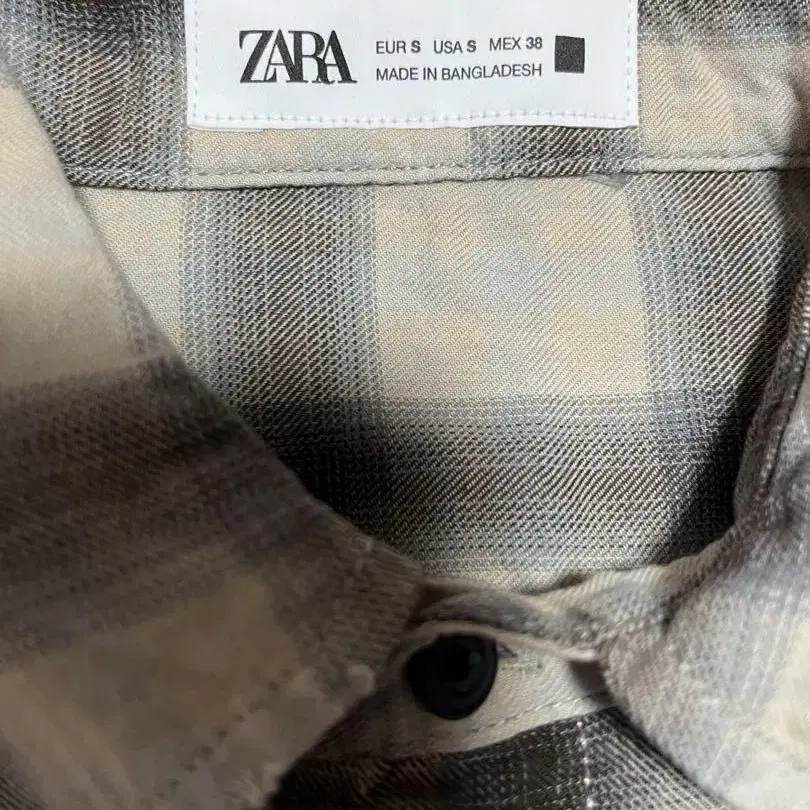 ZARA
EUR S USA S MEX 38
MADE IN BANGLADESH